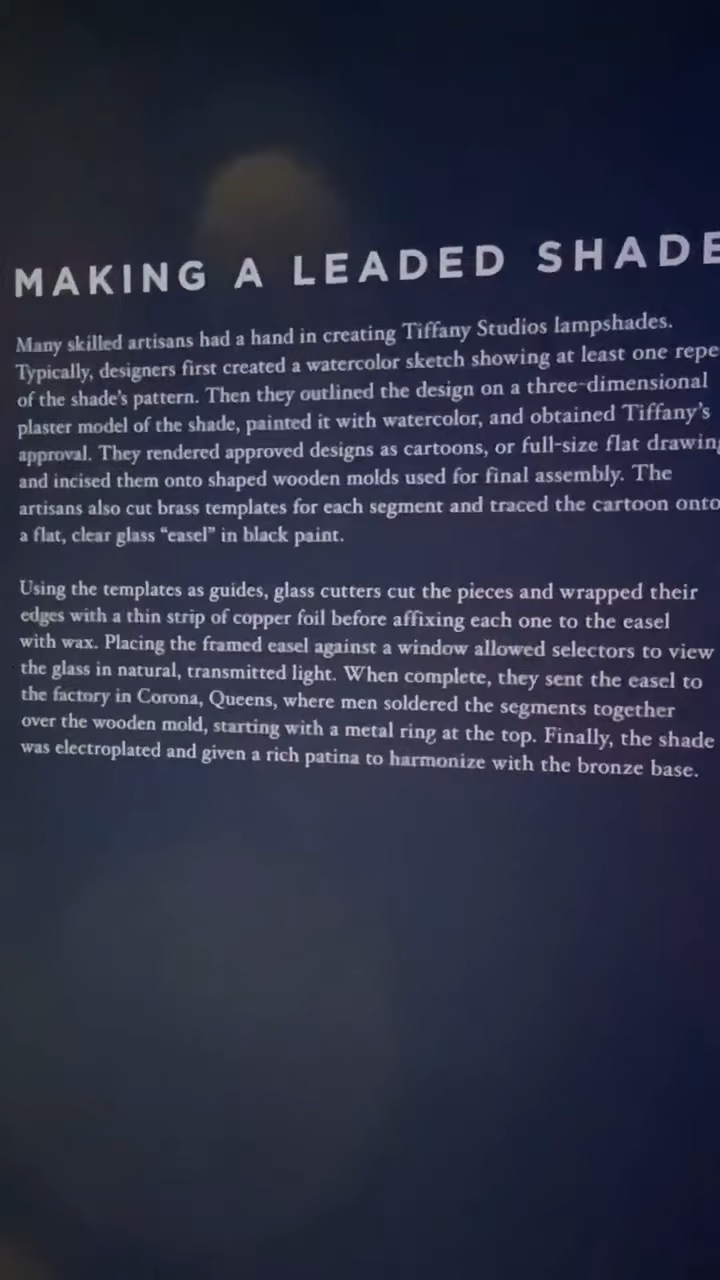 MAKING A LEADED SHADE
Many skilled artisans had a hand in creating Tiffany Studios lampshades.
Typically, designers first created a watercolor sketch showing at least one repe
of the shade's pattern. Then they outlined the design on a three-dimensional
plaster model of the shade, painted it with watercolor, and obtained Tiffany's
approval. They rendered approved designs as cartoons, or full-size flat drawing
and incised them onto shaped wooden molds used for final assembly. The
artisans also cut brass templates for each segment and traced the cartoon onto
a flat, clear glass “easel” in black paint.
Using the templates as guides, glass cutters cut the pieces and wrapped their
edges with a thin strip of copper foil before affixing each one to the easel
with wax. Placing the framed easel against a window allowed selectors to view
the glass in natural, transmitted light. When complete, they sent the easel to
the factory in Corona, Queens, where men soldered the segments together
over the wooden mold, starting with a metal ring at the top. Finally, the shade
was electroplated and given a rich patina to harmonize with the bronze base.